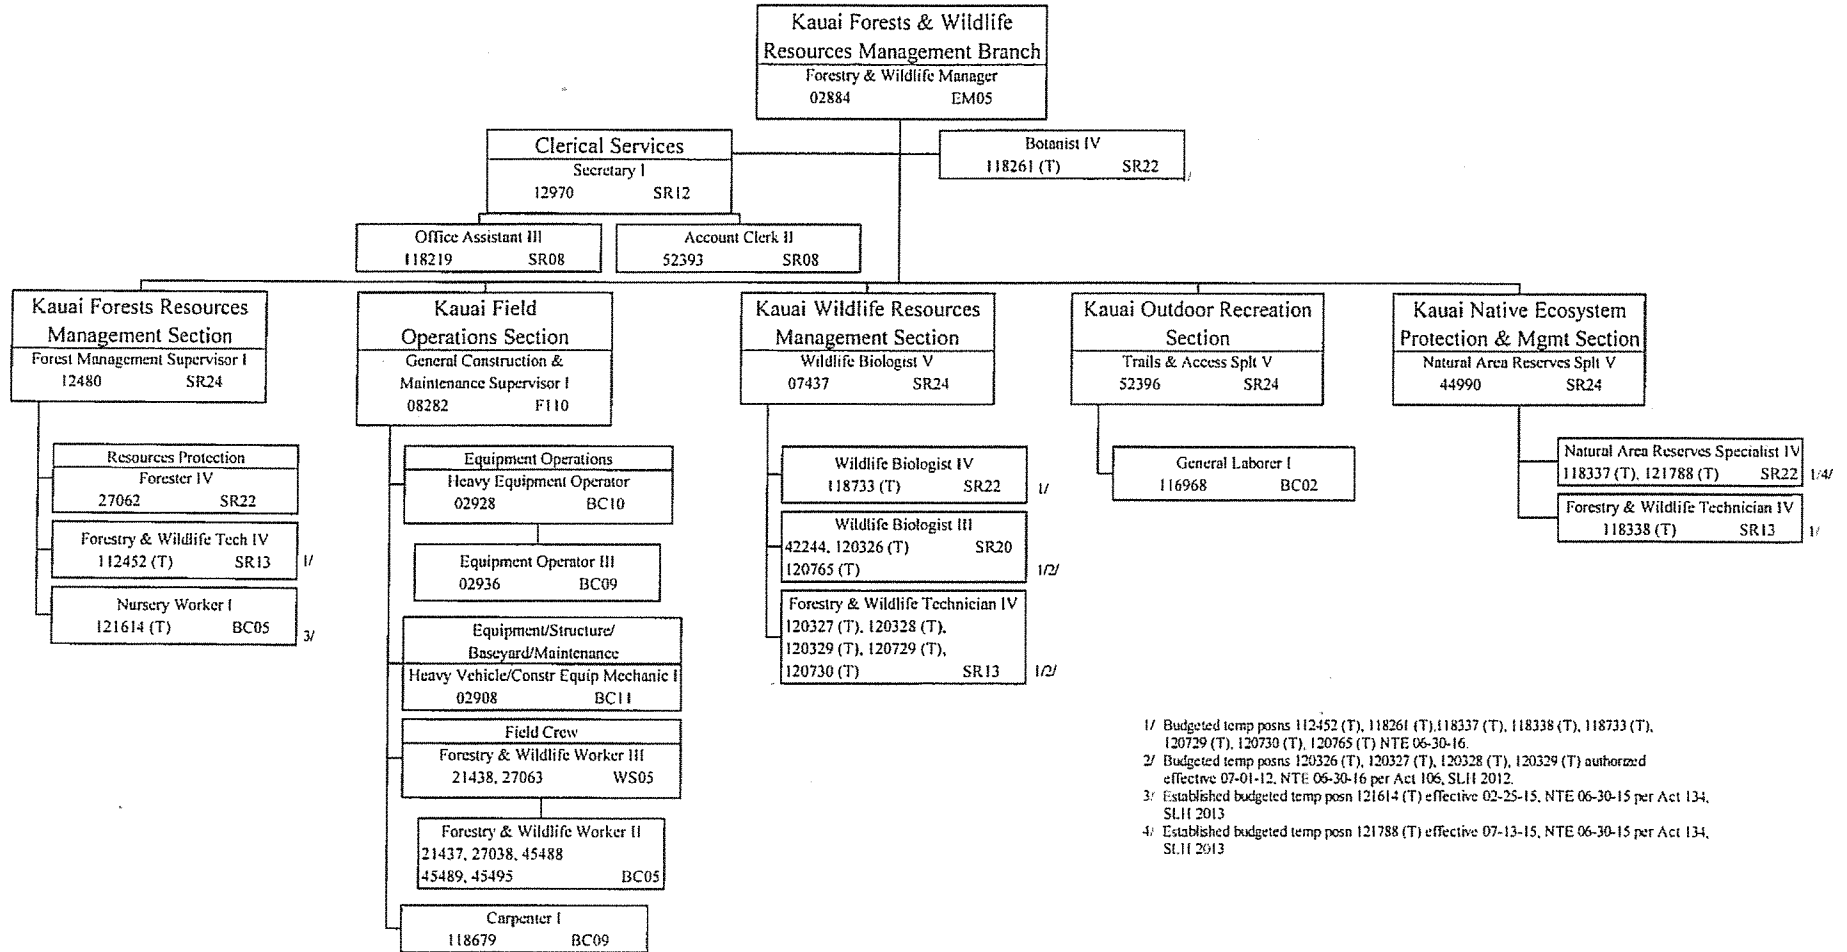 Kauai Forests & Wildlife
Resources Management Branch
Forestry & Wildlife Manager
02884 EM05
Clerical Services
Secretary I
12970 SR12
Botanist IV
118261 (T) SR22
1/
Office Assistant III
118219 SR08
Account Clerk II
52393 SR08
Kauai Forests Resources
Management Section
Forest Management Supervisor I
12480 SR24
Resources Protection
Forester IV
27062 SR22
Forestry & Wildlife Tech IV
112452 (T) SR13 1/
Nursery Worker I
121614 (T) BC05 3/
Kauai Field
Operations Section
General Construction &
Maintenance Supervisor I
08282 F110
Equipment Operations
Heavy Equipment Operator
02928 BC10
Equipment Operator III
02936 BC09
Equipment/Structure/
Baseyard/Maintenance
Heavy Vehicle/Constr Equip Mechanic I
02908 BC11
Field Crew
Forestry & Wildlife Worker III
21438, 27063 WS05
Forestry & Wildlife Worker II
21437, 27038, 45488
45489, 45495 BC05
Carpenter I
118679 BC09
Kauai Wildlife Resources
Management Section
Wildlife Biologist V
07437 SR24
Wildlife Biologist IV
118733 (T) SR22 1/
Wildlife Biologist III
42244, 120326 (T) SR20
120765 (T) 1/2/
Forestry & Wildlife Technician IV
120327 (T), 120328 (T),
120329 (T), 120729 (T),
120730 (T) SR13 1/2/
Kauai Outdoor Recreation
Section
Trails & Access Splt V
52396 SR24
General Laborer I
116968 BC02
Kauai Native Ecosystem
Protection & Mgmt Section
Natural Area Reserves Splt V
44990 SR24
Natural Area Reserves Specialist IV
118337 (T), 121788 (T) SR22 1/4/
Forestry & Wildlife Technician IV
118338 (T) SR13 1/
1/ Budgeted temp posns 112452 (T), 118261 (T),118337 (T), 118338 (T), 118733 (T),
120729 (T), 120730 (T), 120765 (T) NTE 06-30-16.
2/ Budgeted temp posns 120326 (T), 120327 (T), 120328 (T), 120329 (T) authorized
effective 07-01-12, NTE 06-30-16 per Act 106, SLH 2012.
3/ Established budgeted temp posn 121614 (T) effective 02-25-15, NTE 06-30-15 per Act 134,
SLH 2013
4/ Established budgeted temp posn 121788 (T) effective 07-13-15, NTE 06-30-15 per Act 134,
SLH 2013